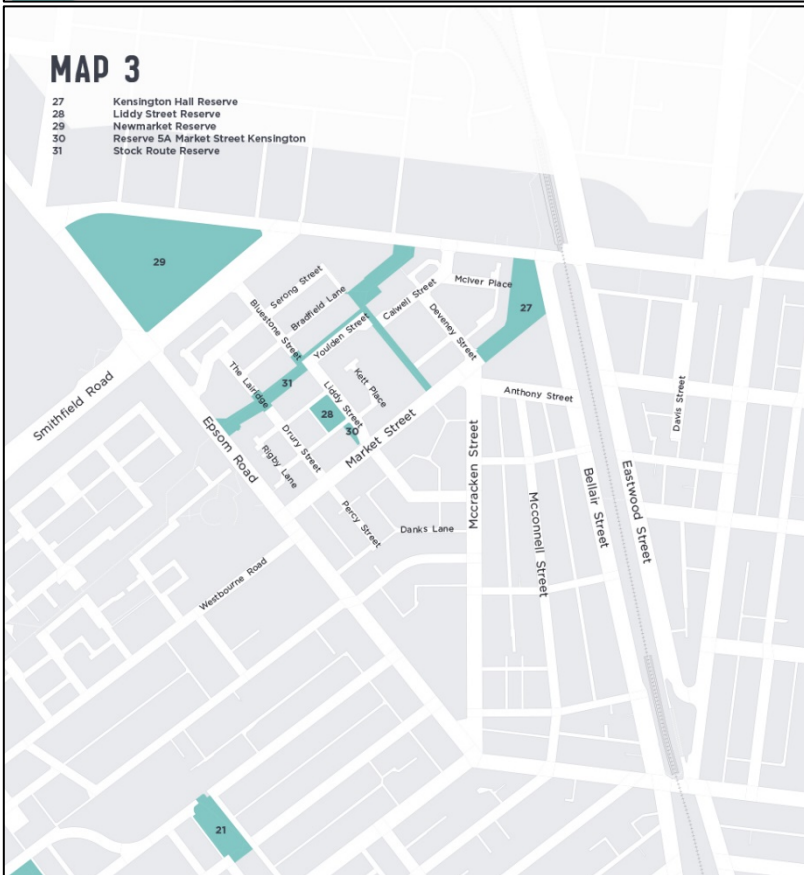 MAP 3
27 Kensington Hall Reserve
28 Liddy Street Reserve
29 Newmarket Reserve
30 Reserve 5A Market Street Kensington
31 Stock Route Reserve
29
27
McIver Place
Serong Street
Bradfield Lane
Calwell Street
Bluestone Street
Youlden Street
Deveney Street
The Lairidge
31
Kett Place
Liddy Street
28
30
Anthony Street
Davis Street
Smithfield Road
Epsom Road
Drury Street
Market Street
Rigby Lane
Mccracken Street
Bellair Street
Eastwood Street
Percy Street
Danks Lane
Mcconnell Street
Westbourne Road
21